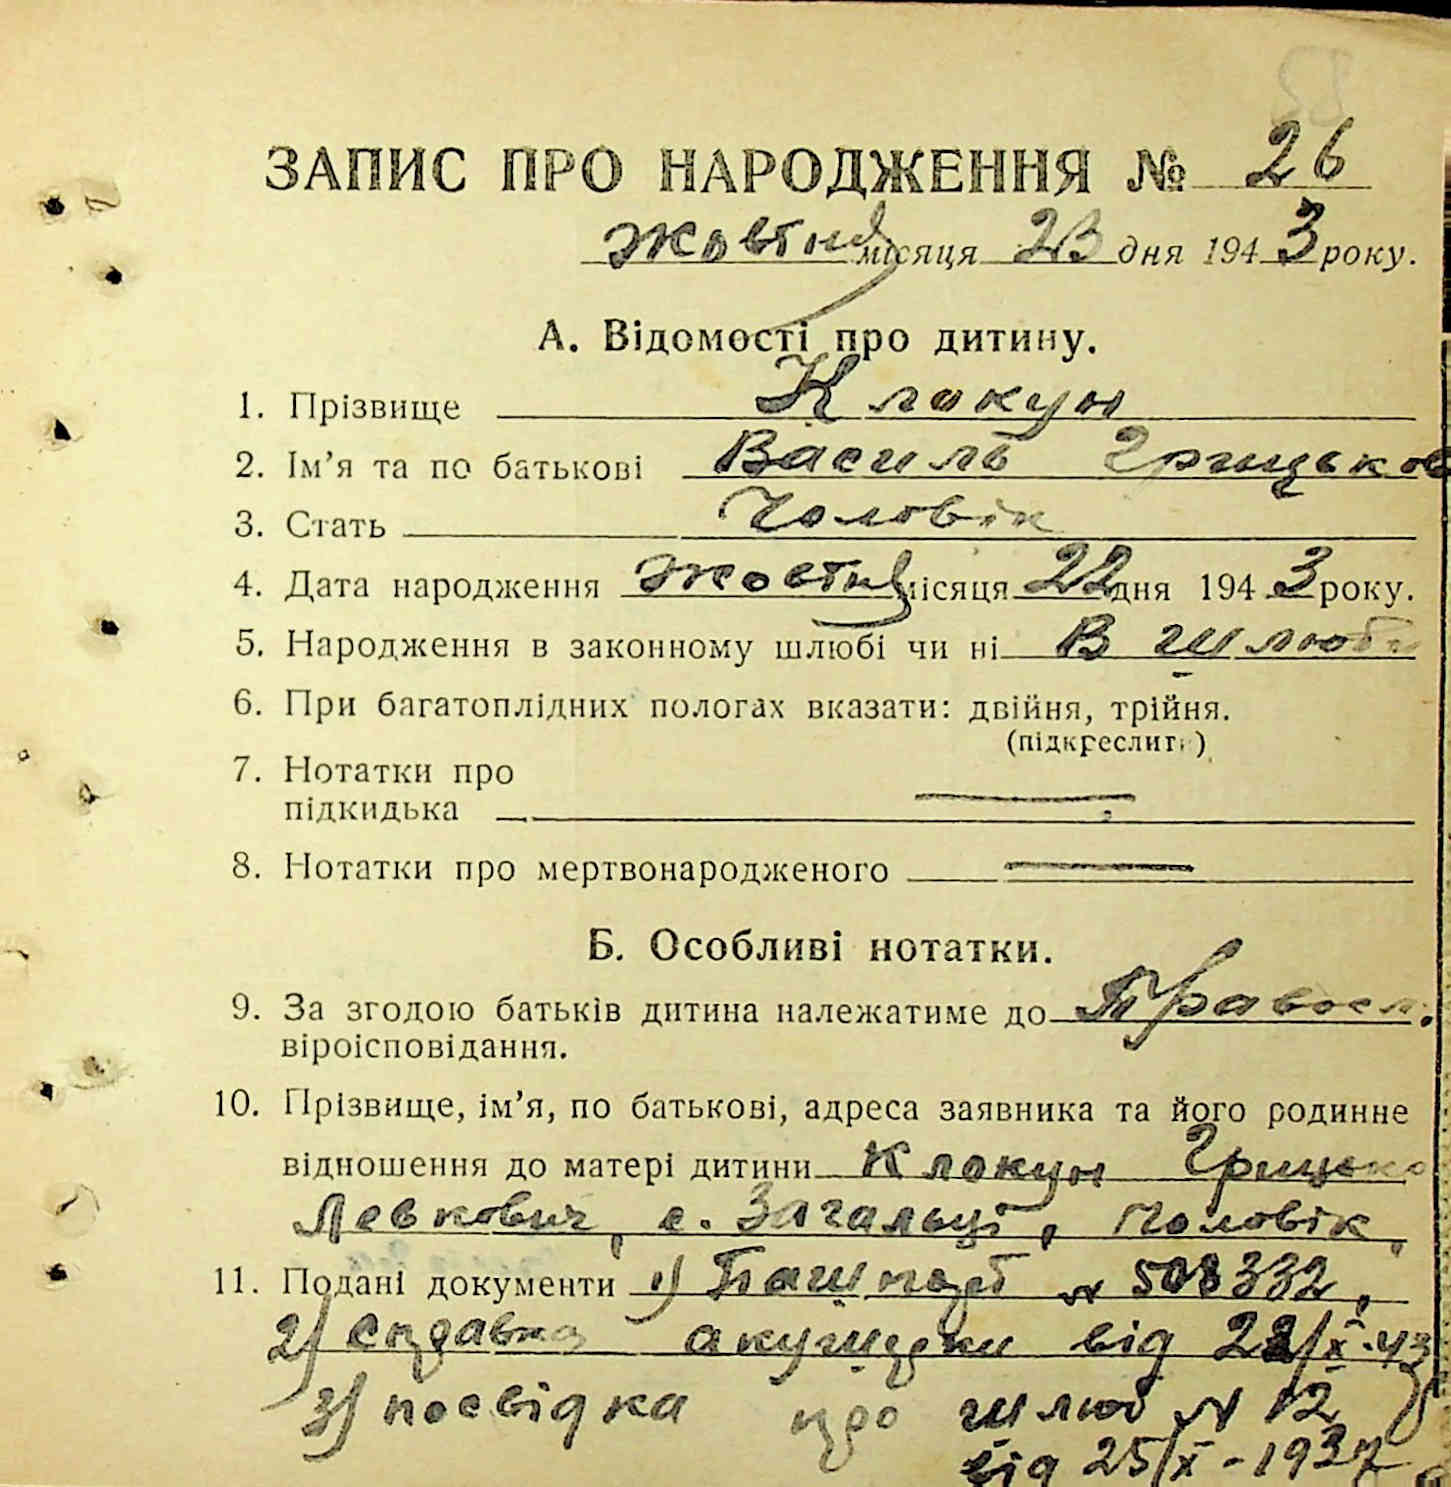 ЗАПИС ПРО НАРОДЖЕННЯ № 26
Жовтня місяця 23 дня 1943 року.
А. Відомості про дитину.
1. Прізвище Клокун
2. Ім’я та по батькові Василь Грицьков
3. Стать Чоловік
4. Дата народження Жовтня місяця 22 дня 1943 року.
5. Народження в законному шлюбі чи ні В шлюбі
6. При багатоплідних пологах вказати: двійня, трійня.
(підкреслити)
7. Нотатки про
підкидька —
8. Нотатки про мертвонародженого —
Б. Особливі нотатки.
9. За згодою батьків дитина належатиме до Правосл.
віроісповідання.
10. Прізвище, ім’я, по батькові, адреса заявника та його родинне
відношення до матері дитини Клокун Грицько
Левкович, с. Загальці, Чоловік,
11. Подані документи 1) Пашпорт № 508332,
2) справка акушерки від 22/X-43
3) посвідка про шлюб № 12
від 25/X-1937